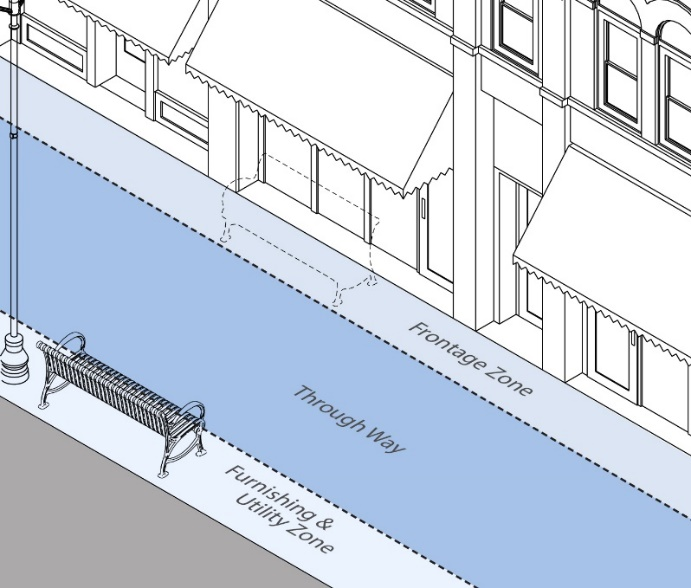 Frontage Zone
Through Way
Furnishing &
Utility Zone